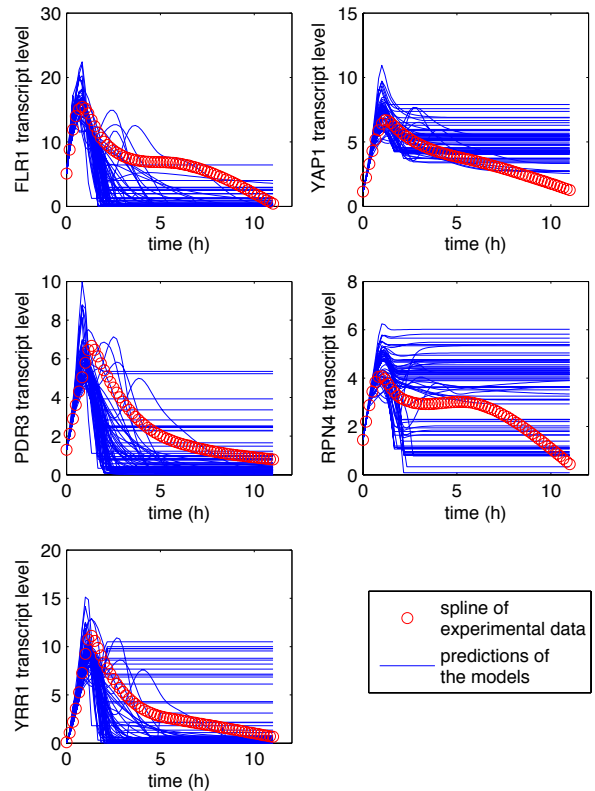 30
20
10
0
FLR1 transcript level
0 5 10
time (h)
15
10
5
0
YAP1 transcript level
0 5 10
time (h)
10
8
6
4
2
0
PDR3 transcript level
0 5 10
time (h)
8
6
4
2
0
RPN4 transcript level
0 5 10
time (h)
20
15
10
5
0
YRR1 transcript level
0 5 10
time (h)
spline of
experimental data
predictions of
the models